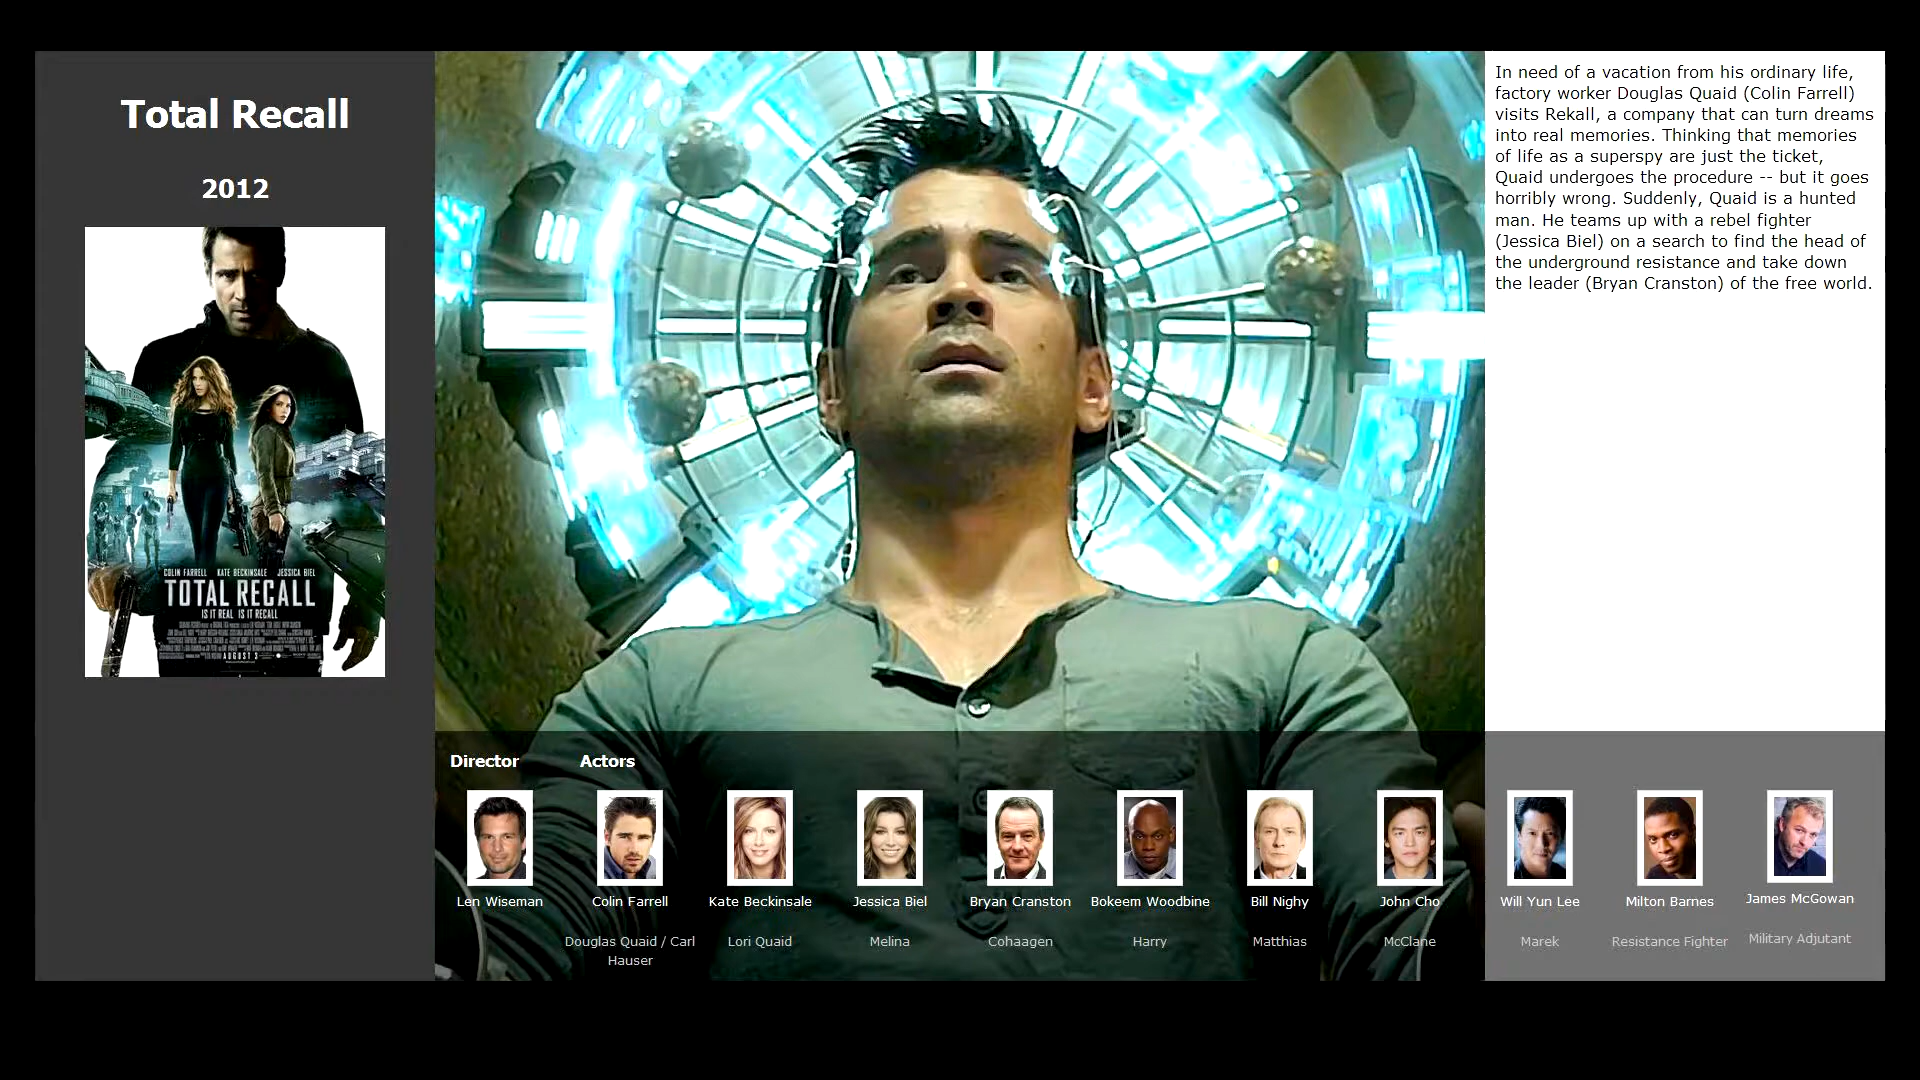 Total Recall
2012
COLIN FARRELL KATE BECKINSALE JESSICA BIEL
TOTAL RECALL
IS IT REAL IS IT RECALL
AUGUST 3
In need of a vacation from his ordinary life,
factory worker Douglas Quaid (Colin Farrell)
visits Rekall, a company that can turn dreams
into real memories. Thinking that memories
of life as a superspy are just the ticket,
Quaid undergoes the procedure -- but it goes
horribly wrong. Suddenly, Quaid is a hunted
man. He teams up with a rebel fighter
(Jessica Biel) on a search to find the head of
the underground resistance and take down
the leader (Bryan Cranston) of the free world.
Director Actors
Len Wiseman Colin Farrell Kate Beckinsale Jessica Biel Bryan Cranston Bokeem Woodbine Bill Nighy John Cho Will Yun Lee Milton Barnes James McGowan
Douglas Quaid / Carl Lori Quaid Melina Cohaagen Harry Matthias McClane Marek Resistance Fighter Military Adjutant
Hauser